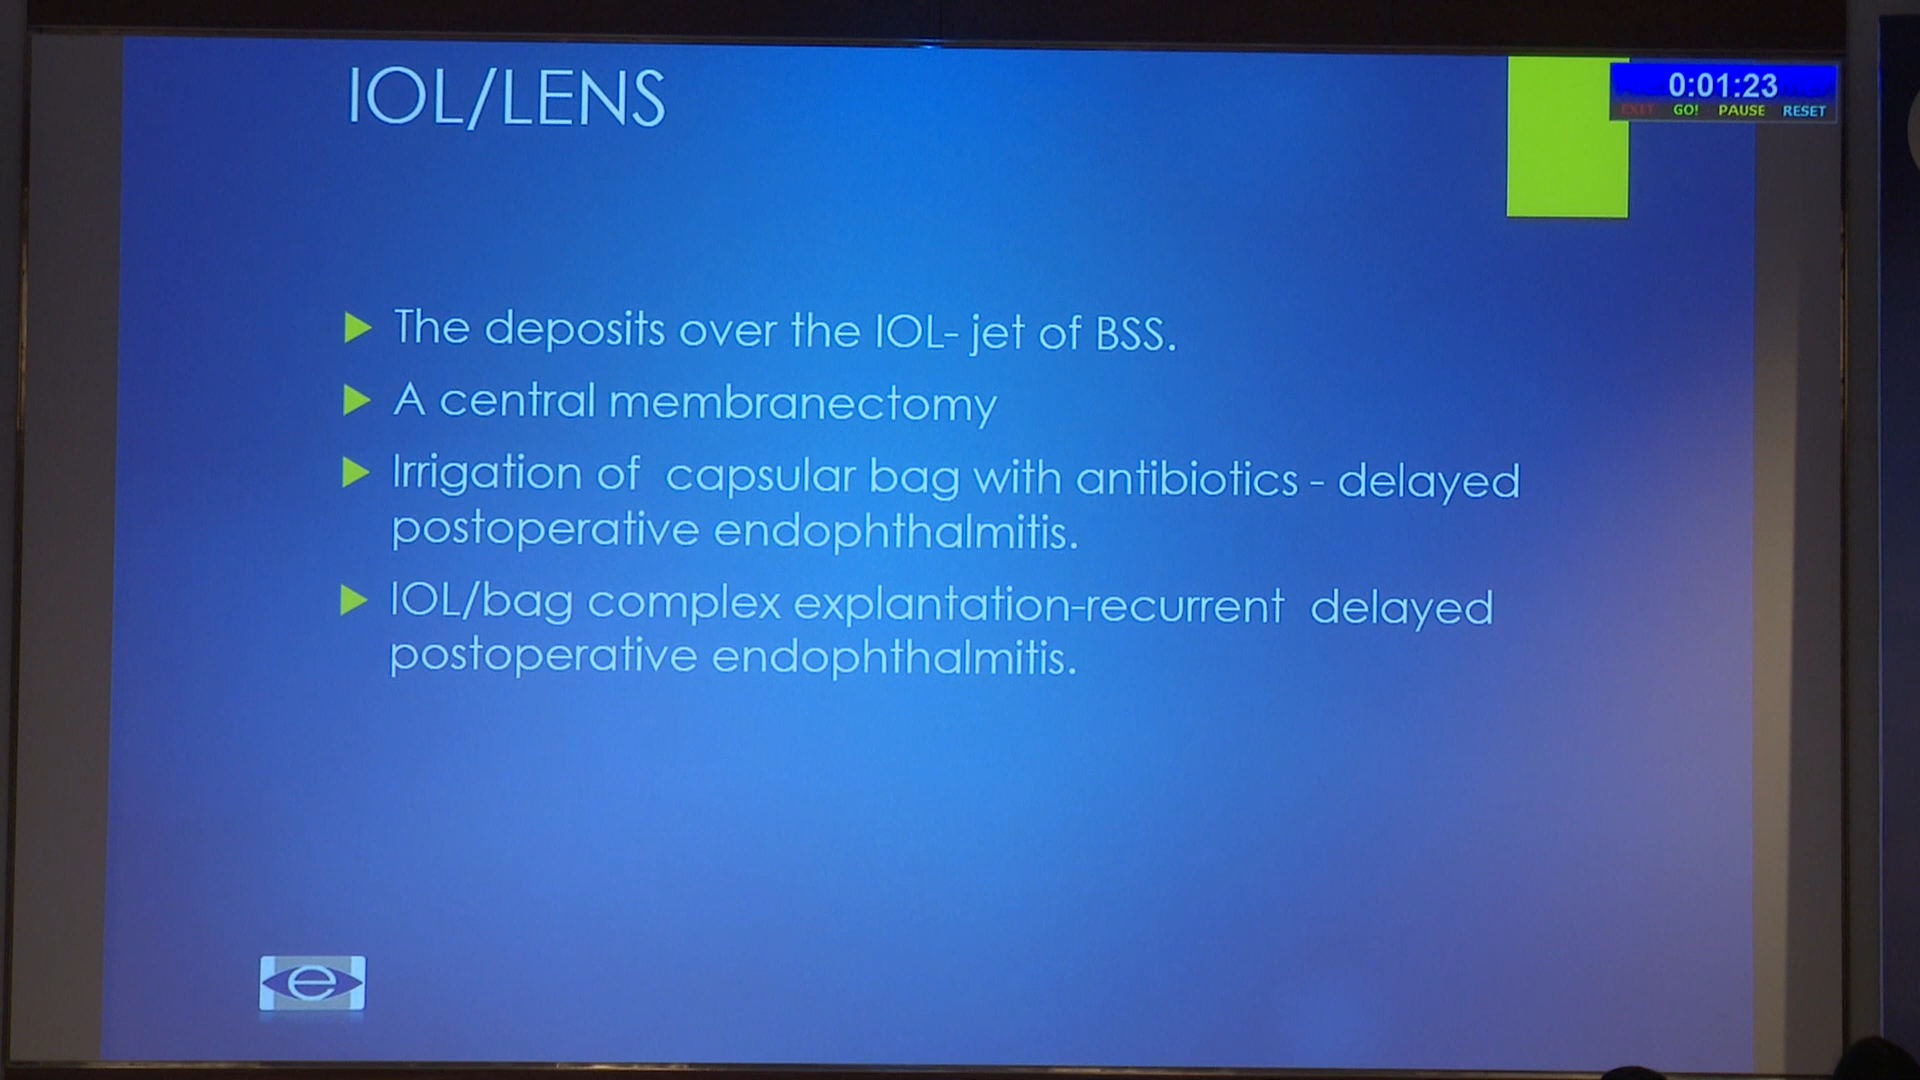 IOL/LENS
0:01:23
EXIT GO! PAUSE RESET
The deposits over the IOL- jet of BSS.
A central membranectomy
Irrigation of capsular bag with antibiotics - delayed
postoperative endophthalmitis.
IOL/bag complex explantation-recurrent delayed
postoperative endophthalmitis.
e